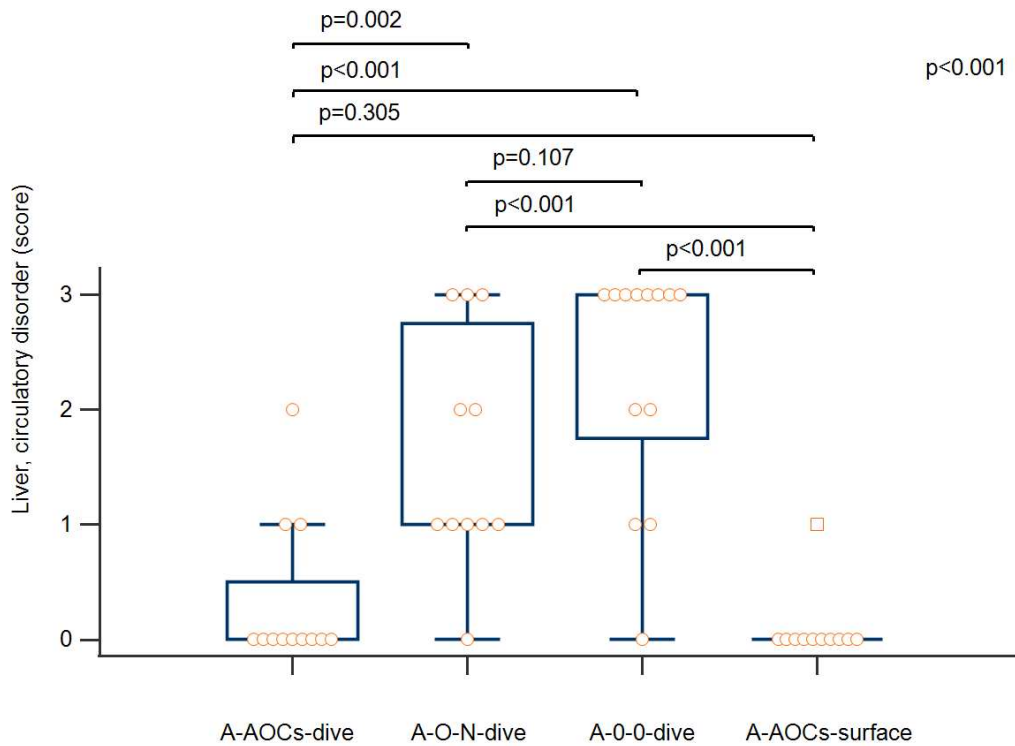 p=0.002
p<0.001
p<0.001
p=0.305
p=0.107
p<0.001
p<0.001
Liver, circulatory disorder (score)
3
2
1
0
A-AOCs-dive A-O-N-dive A-0-0-dive A-AOCs-surface